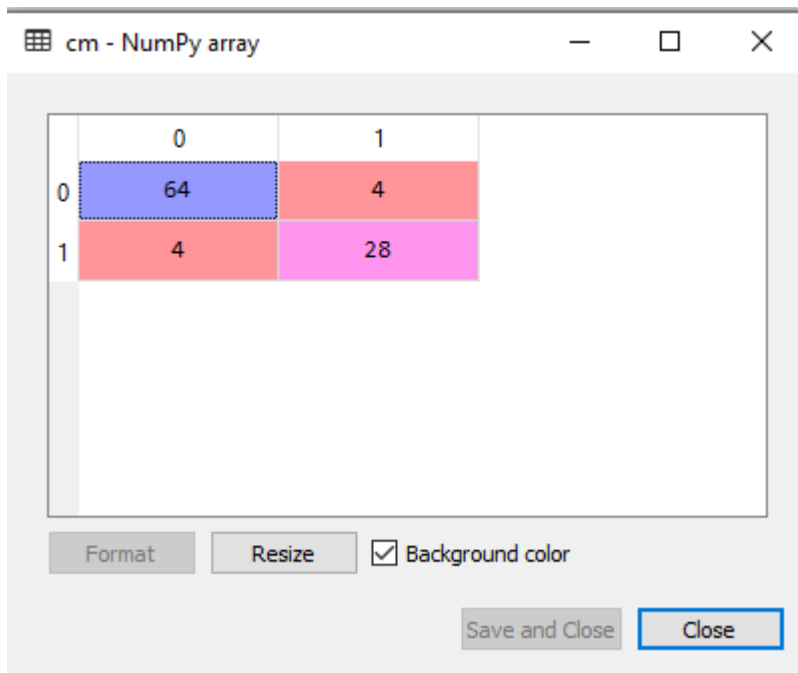 cm - NumPy array
0 1
0 64 4
1 4 28
Format Resize Background color
Save and Close Close